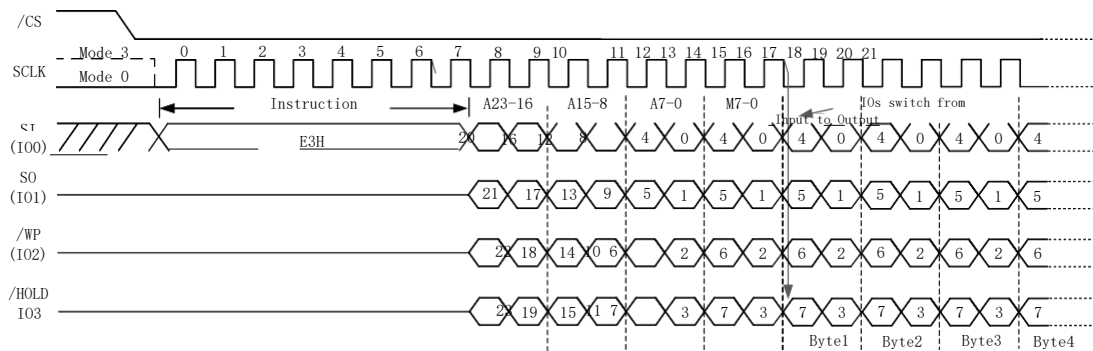 /CS
Mode 3 0 1 2 3 4 5 6 7 8 9 10 11 12 13 14 15 16 17 18 19 20 21
SCLK
Mode 0
Instruction A23-16 A15-8 A7-0 M7-0 IOs switch from
Input to Output
SI
(IO0) E3H 20 16 12 8 4 0 4 0 4 0 4 0 4 0 4
SO
(IO1) 21 17 13 9 5 1 5 1 5 1 5 1 5 1 5
/WP
(IO2) 22 18 14 10 6 2 6 2 6 2 6 2 6 2 6
/HOLD
IO3 23 19 15 11 7 3 7 3 7 3 7 3 7 3 7
Byte1 Byte2 Byte3 Byte4